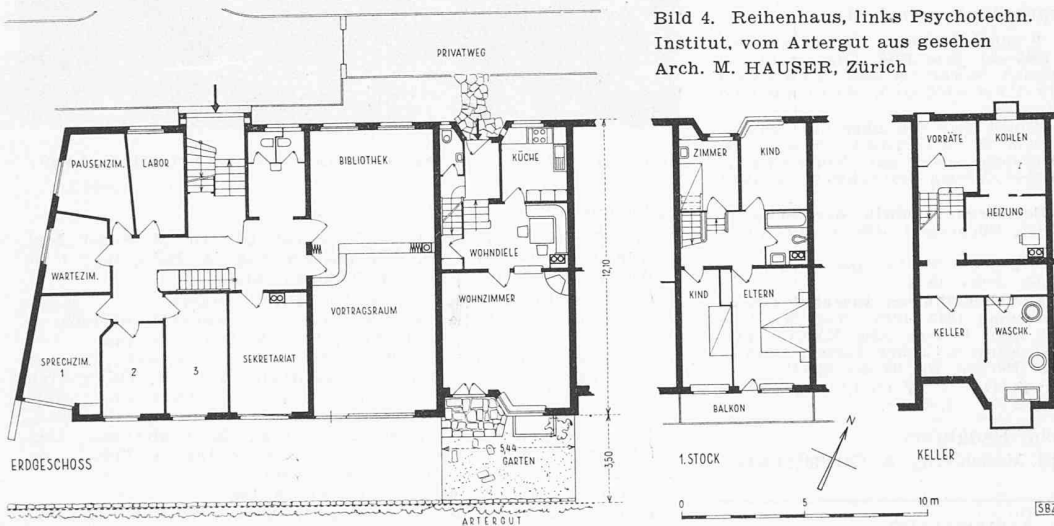 Bild 4. Reihenhaus, links Psychotechn.
Institut, vom Artergut aus gesehen
Arch. M. HAUSER, Zürich
PRIVATWEG
PAUSENZIM.
LABOR
BIBLIOTHEK
KÜCHE
WARTEZIM.
WOHNDIELE
WOHNZIMMER
VORTRAGSRAUM
SPRECHZIM.
1
2
3
SEKRETARIAT
12,10
5,44
GARTEN
3,50
ERDGESCHOSS
ARTERGUT
ZIMMER
KIND
KIND
ELTERN
BALKON
1. STOCK
N
VORRÄTE
KOHLEN
HEIZUNG
KELLER
WASCHK.
KELLER
0 5 10 m
SBZ